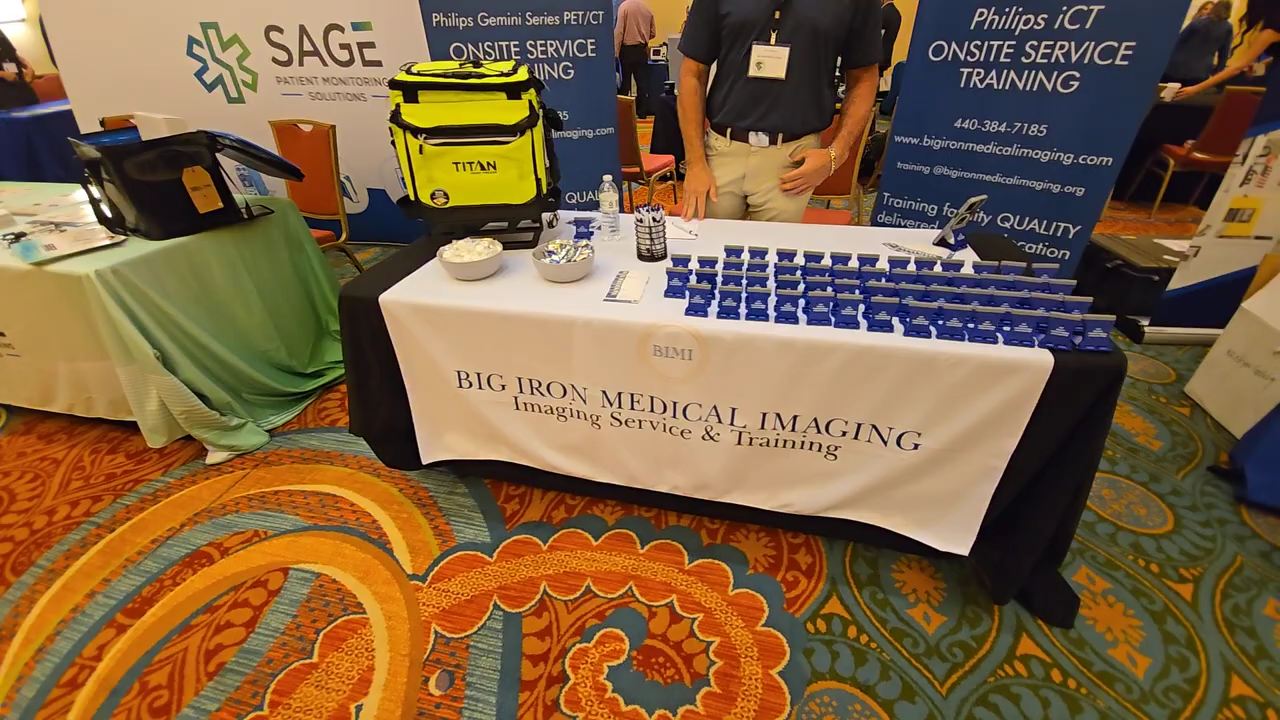 SAGE
PATIENT MONITORING
SOLUTIONS
Philips Gemini Series PET/CT
ONSITE SERVICE
TITAN
Philips iCT
ONSITE SERVICE
TRAINING
440-384-7185
www.bigironmedicalimaging.com
training @bigironmedicalimaging.org
Training QUALITY
delivered
BIMI
BIG IRON MEDICAL IMAGING
Imaging Service & Training